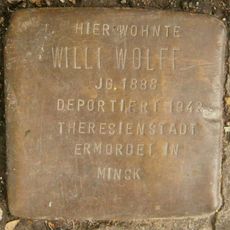 HIER WOHNTE
WILLI WOLFF
JG. 1888
DEPORTIERT 1942
THERESIENSTADT
ERMORDET IN
MINSK